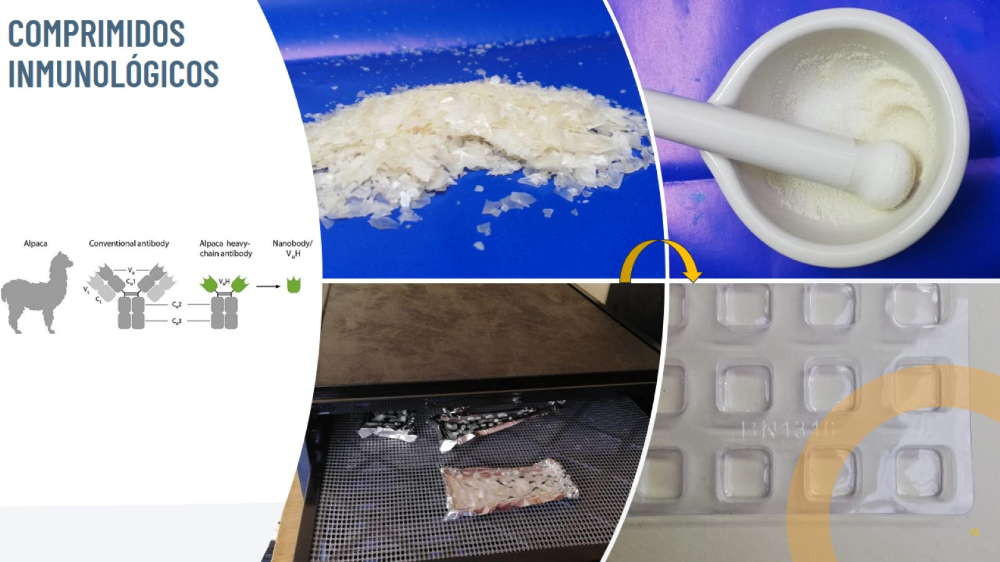 COMPRIMIDOS
INMUNOLÓGICOS
Alpaca
Conventional antibody
Alpaca heavy-
chain antibody
Nanobody/
VHH
VH
CH1
VL
CL
VHH
CH2
CH3
BN1316
14